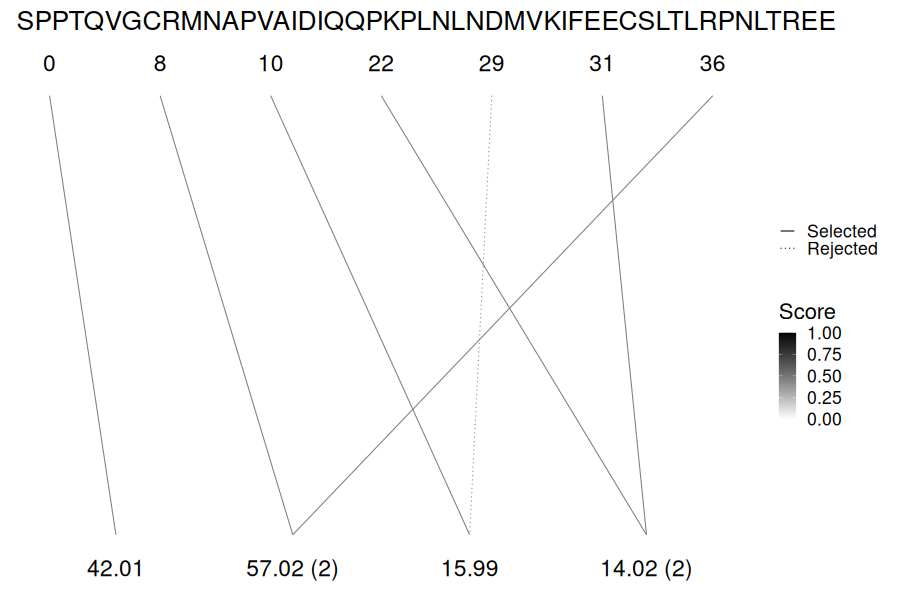 SPPTQVGCRMNAPVAIDIQQPKPLNLNDMVKIFEECSLTLRPNLTREE
0 8 10 22 29 31 36
Selected
Rejected
Score
1.00
0.75
0.50
0.25
0.00
42.01 57.02 (2) 15.99 14.02 (2)